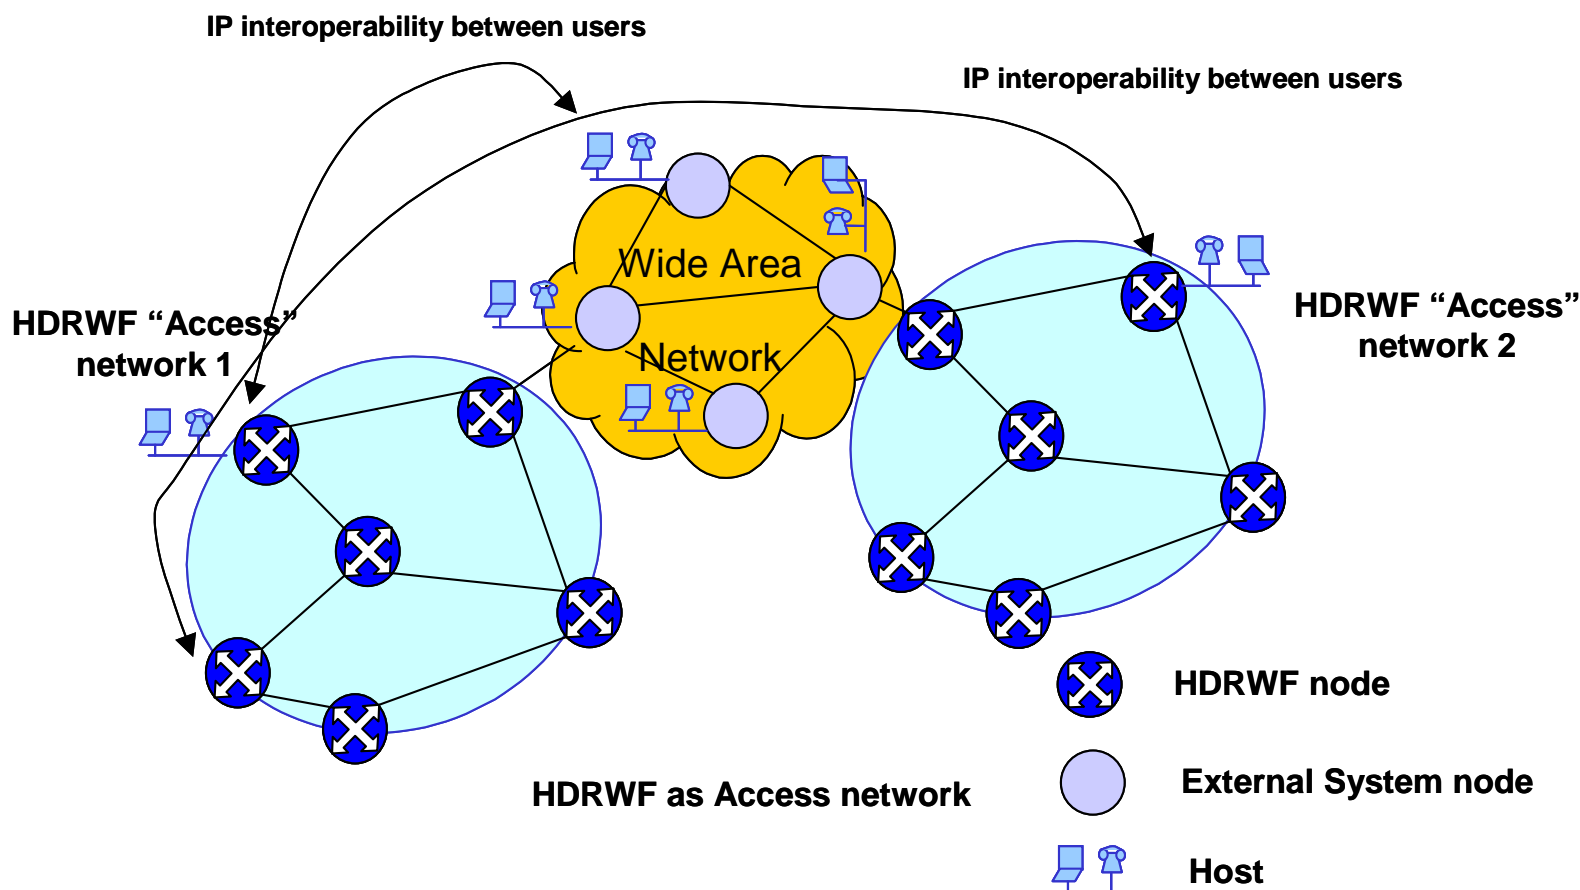 IP interoperability between users
IP interoperability between users
Wide Area
Network
HDRWF “Access”
network 1
HDRWF “Access”
network 2
HDRWF node
External System node
HDRWF as Access network
Host